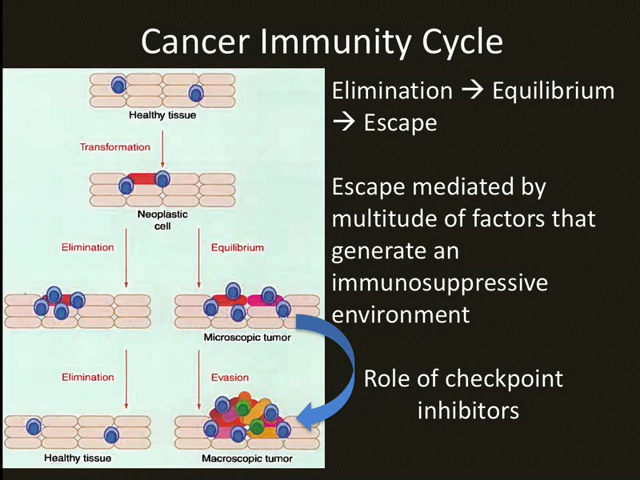 Cancer Immunity Cycle
Healthy tissue
Transformation
Neoplastic
cell
Elimination
Equilibrium
Microscopic tumor
Elimination
Evasion
Healthy tissue
Macroscopic tumor
Elimination → Equilibrium
→ Escape
Escape mediated by
multitude of factors that
generate an
immunosuppressive
environment
Role of checkpoint
inhibitors